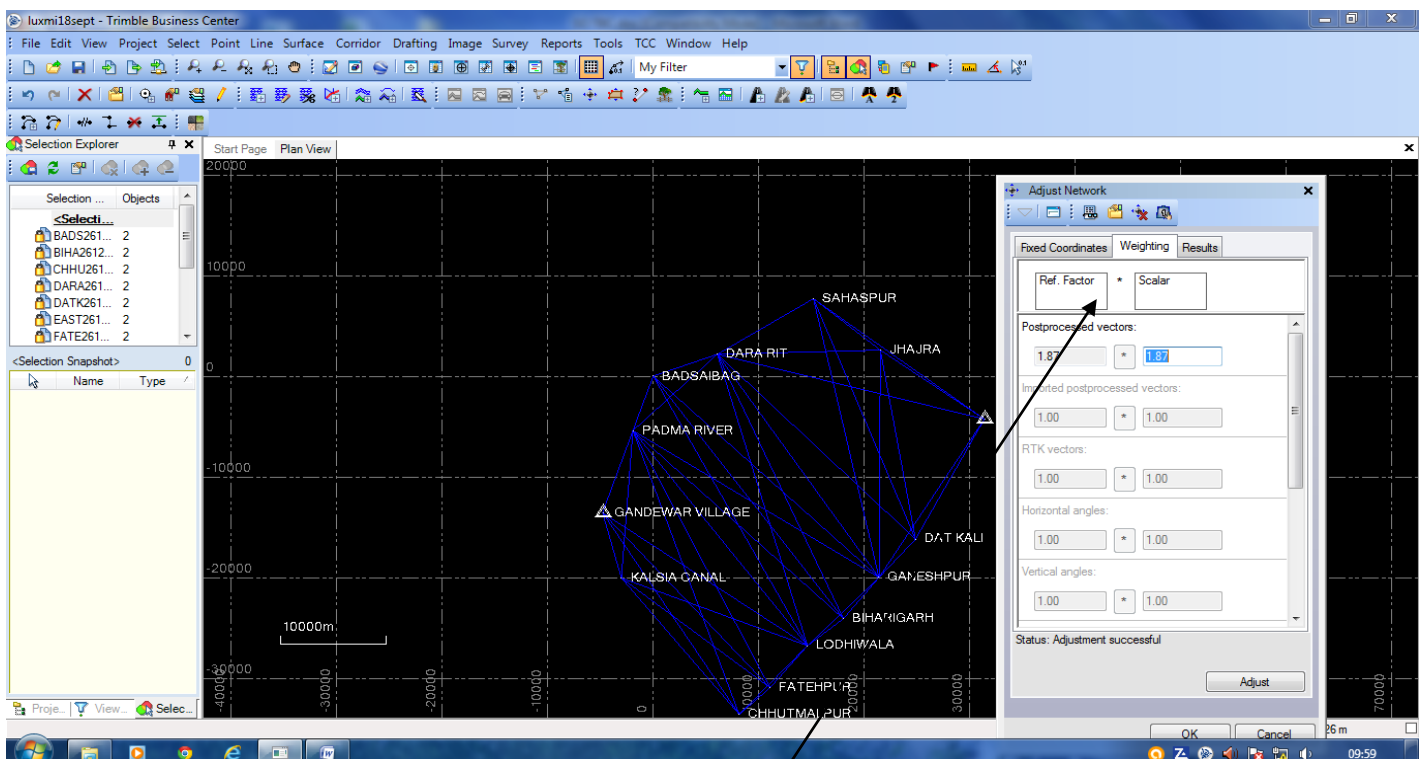 luxmi18sept - Trimble Business Center
File Edit View Project Select Point Line Surface Corridor Drafting Image Survey Reports Tools TCC Window Help
My Filter
Selection Explorer
Start Page Plan View
Selection ... Objects
<Selecti...
BADS261... 2
BIHA2612... 2
CHHU261... 2
DARA261... 2
DATK261... 2
EAST261... 2
FATE261... 2
<Selection Snapshot> 0
Name Type
Proje... View... Selec...
20000
10000
0
-10000
-20000
-30000
-40000
-30000
-20000
-10000
0
10000
20000
30000
70000
10000m
SAHASPUR
DARA RIT
JHAJRA
BADSAIBAG
PADMA RIVER
GANDEWAR VILLAGE
DAT KALI
KALSIA CANAL
GANESHPUR
BIHARIGARH
LODHIWALA
FATEHPUR
CHHUTMALPUR
Adjust Network
Fixed Coordinates Weighting Results
Ref. Factor * Scalar
Postprocessed vectors:
1.87 * 1.87
Imported postprocessed vectors:
1.00 * 1.00
RTK vectors:
1.00 * 1.00
Horizontal angles:
1.00 * 1.00
Vertical angles:
1.00 * 1.00
Status: Adjustment successful
Adjust
OK Cancel
09:59